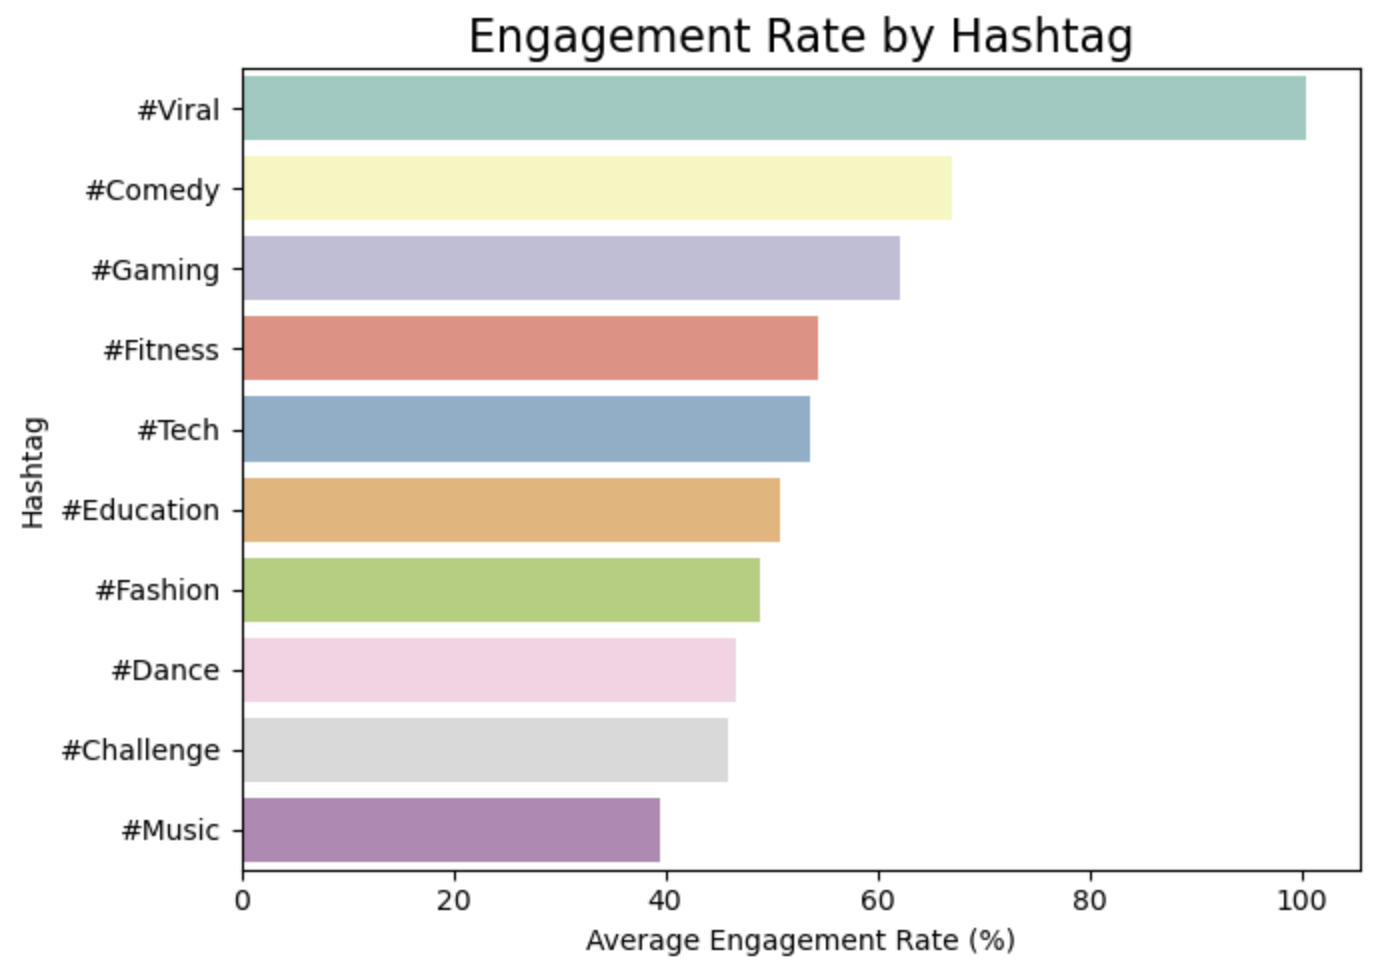 Engagement Rate by Hashtag
#Viral
#Comedy
#Gaming
#Fitness
#Tech
#Education
#Fashion
#Dance
#Challenge
#Music
Hashtag
0 20 40 60 80 100
Average Engagement Rate (%)